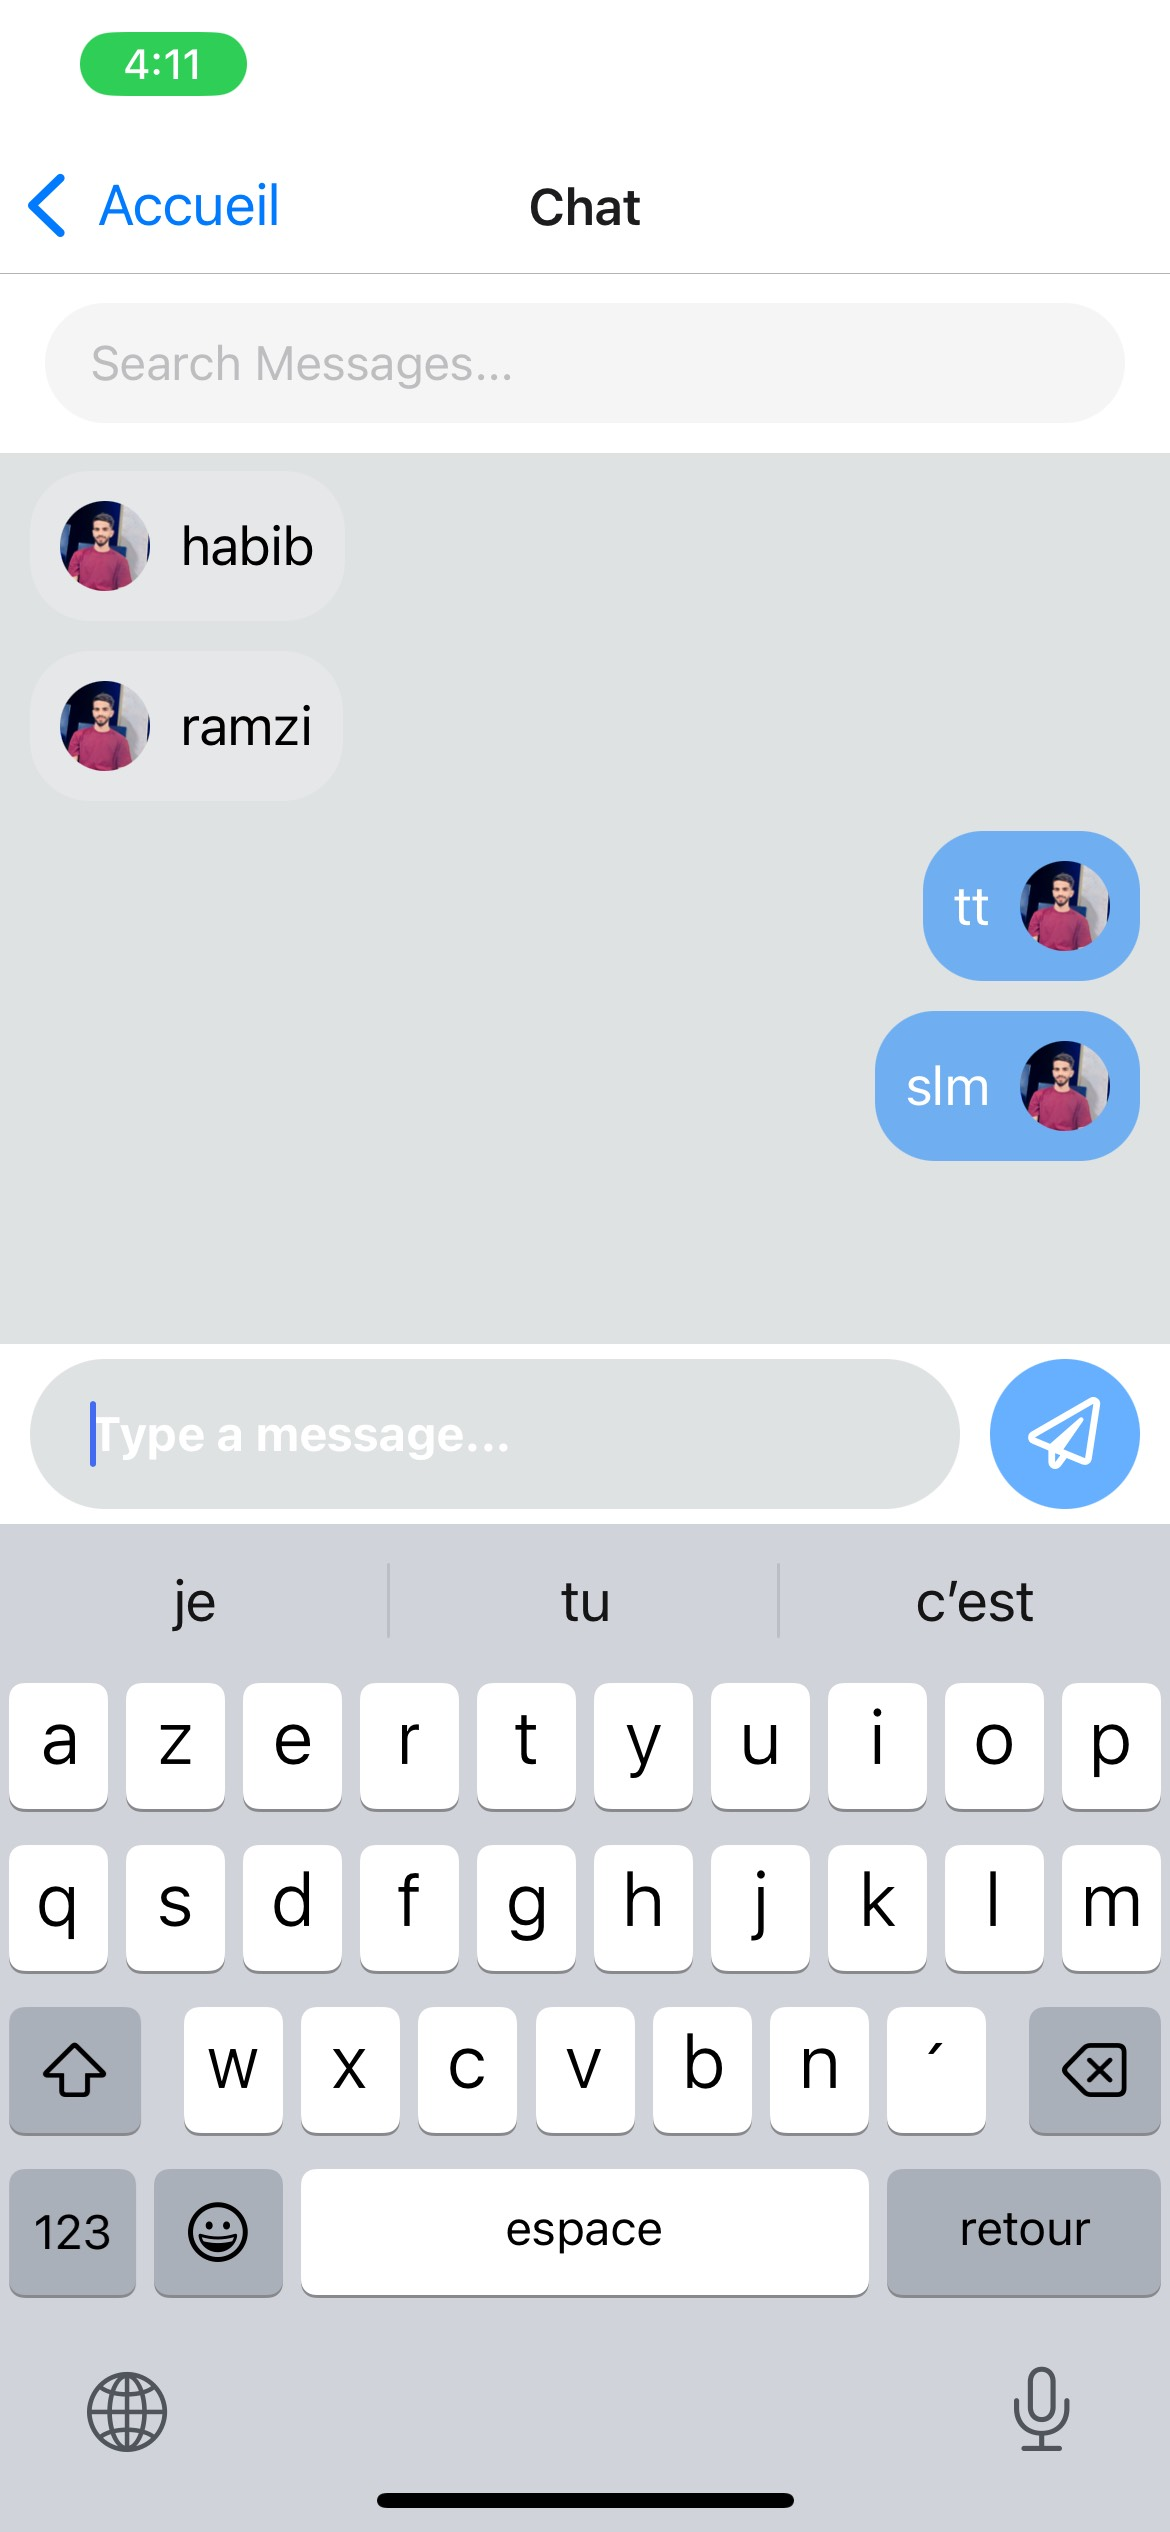 4:11
Accueil
Chat
Search Messages...
habib
ramzi
tt
slm
Type a message...
je tu c’est
a z e r t y u i o p
q s d f g h j k l m
w x c v b n ´
123 espace retour